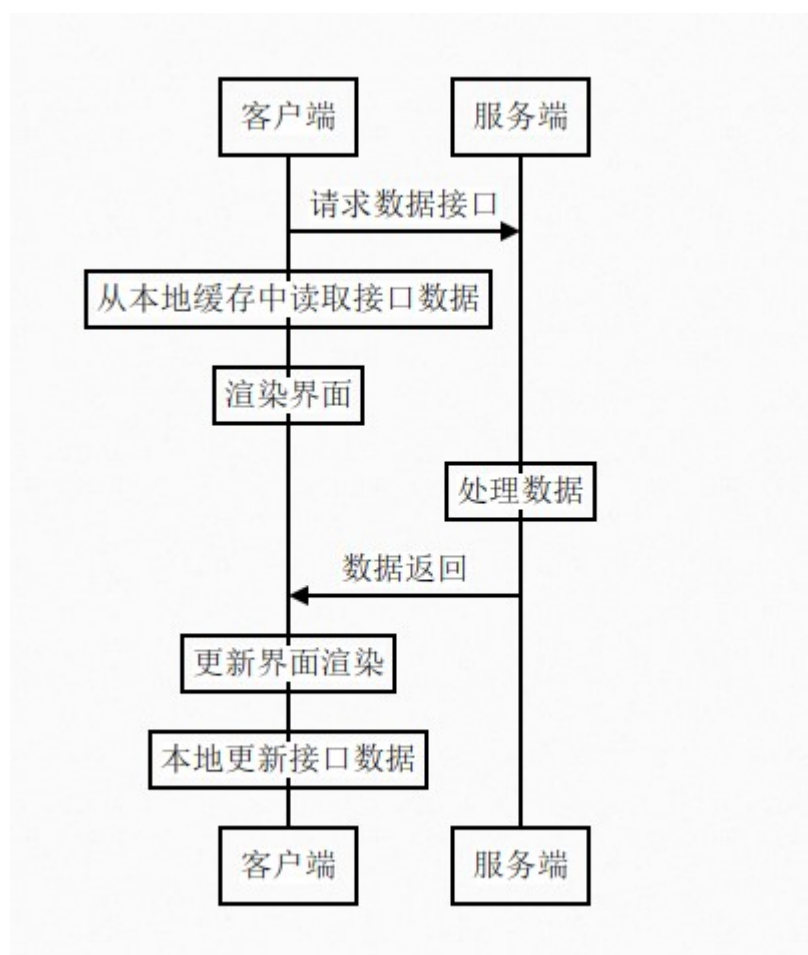 客户端
服务端
请求数据接口
从本地缓存中读取接口数据
渲染界面
处理数据
数据返回
更新界面渲染
本地更新接口数据
客户端
服务端